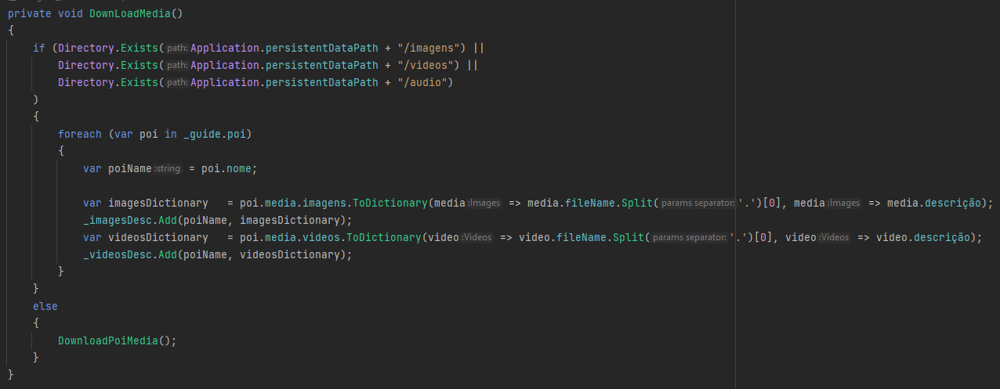 private void DownLoadMedia()
{
if (Directory.Exists(path:Application.persistentDataPath + "/imagens") ||
Directory.Exists(path:Application.persistentDataPath + "/videos") ||
Directory.Exists(path:Application.persistentDataPath + "/audio")
)
{
foreach (var poi in _guide.poi)
{
var poiName:string = poi.nome;
var imagesDictionary = poi.media.imagens.ToDictionary(media:Images => media.fileName.Split(params separator:'.')[0], media:Images => media.descrição);
_imagesDesc.Add(poiName, imagesDictionary);
var videosDictionary = poi.media.videos.ToDictionary(video:Videos => video.fileName.Split(params separator:'.')[0], video:Videos => video.descrição);
_videosDesc.Add(poiName, videosDictionary);
}
}
else
{
DownloadPoiMedia();
}
}